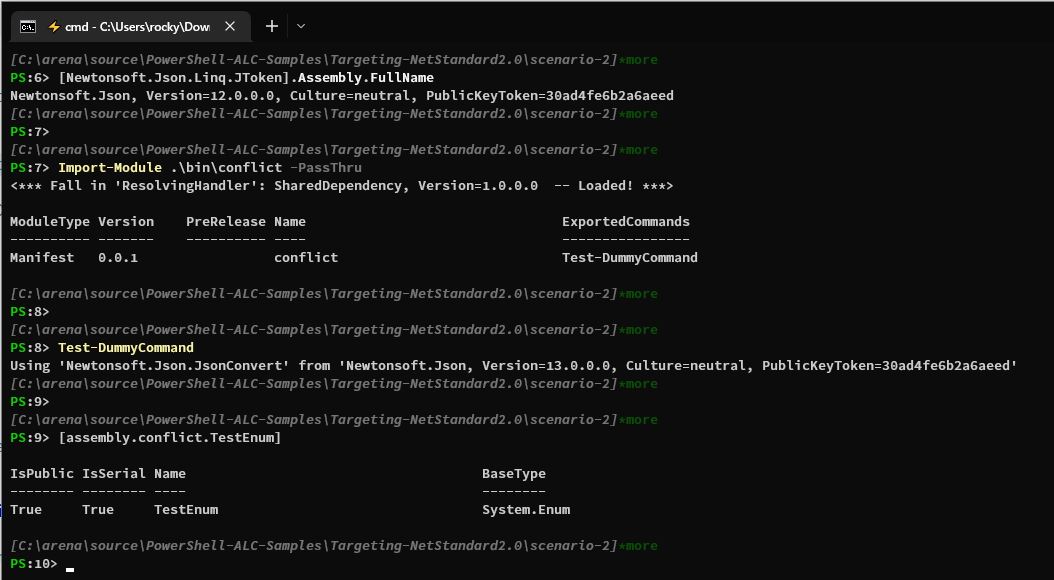 cmd - C:\Users\rocky\Dow
[C:\arena\source\PowerShell-ALC-Samples\Targeting-NetStandard2.0\scenario-2]*more
PS:6> [Newtonsoft.Json.Linq.JToken].Assembly.FullName
Newtonsoft.Json, Version=12.0.0.0, Culture=neutral, PublicKeyToken=30ad4fe6b2a6aeed
[C:\arena\source\PowerShell-ALC-Samples\Targeting-NetStandard2.0\scenario-2]*more
PS:7>
[C:\arena\source\PowerShell-ALC-Samples\Targeting-NetStandard2.0\scenario-2]*more
PS:7> Import-Module .\bin\conflict -PassThru
<*** Fall in 'ResolvingHandler': SharedDependency, Version=1.0.0.0  -- Loaded! ***>
ModuleType Version    PreRelease Name                                ExportedCommands
---------- -------    ---------- ----                                ----------------
Manifest   0.0.1                 conflict                            Test-DummyCommand
[C:\arena\source\PowerShell-ALC-Samples\Targeting-NetStandard2.0\scenario-2]*more
PS:8>
[C:\arena\source\PowerShell-ALC-Samples\Targeting-NetStandard2.0\scenario-2]*more
PS:8> Test-DummyCommand
Using 'Newtonsoft.Json.JsonConvert' from 'Newtonsoft.Json, Version=13.0.0.0, Culture=neutral, PublicKeyToken=30ad4fe6b2a6aeed'
[C:\arena\source\PowerShell-ALC-Samples\Targeting-NetStandard2.0\scenario-2]*more
PS:9>
[C:\arena\source\PowerShell-ALC-Samples\Targeting-NetStandard2.0\scenario-2]*more
PS:9> [assembly.conflict.TestEnum]
IsPublic IsSerial Name                                     BaseType
-------- -------- ----                                     --------
True     True     TestEnum                                 System.Enum
[C:\arena\source\PowerShell-ALC-Samples\Targeting-NetStandard2.0\scenario-2]*more
PS:10>